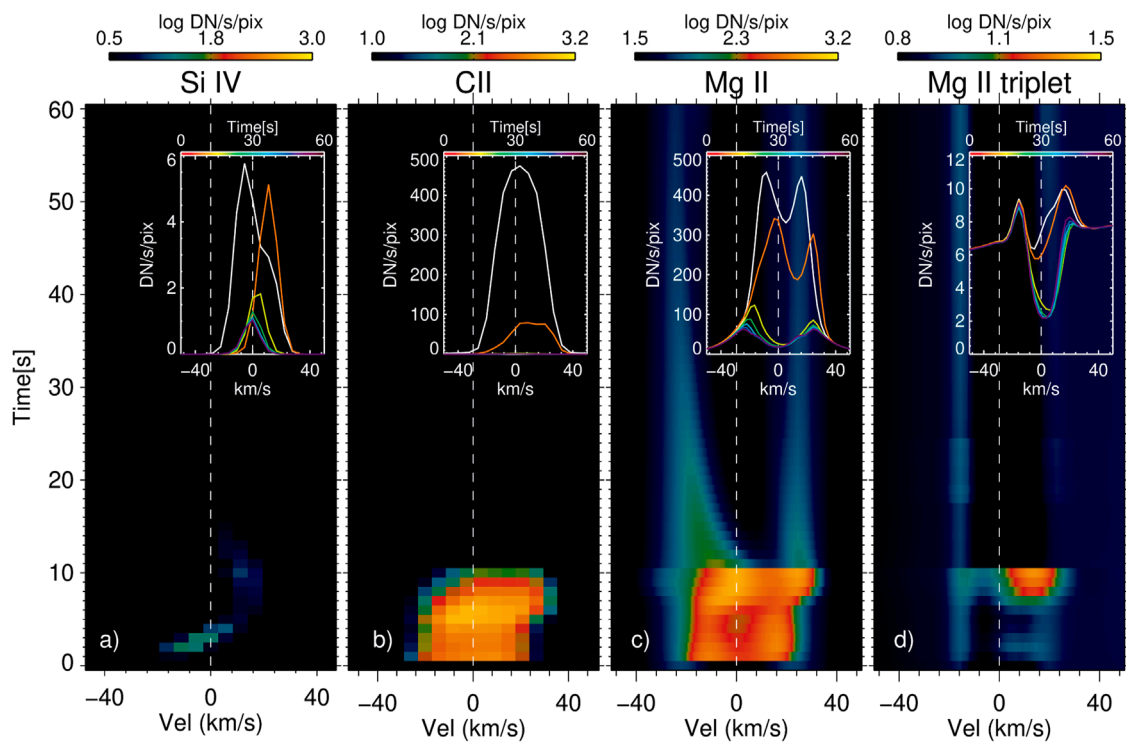 log DN/s/pix log DN/s/pix log DN/s/pix log DN/s/pix
0.5 1.8 3.0 1.0 2.1 3.2 1.5 2.3 3.2 0.8 1.1 1.5
Si IV CII Mg II Mg II triplet
Time[s] Time[s] Time[s] Time[s]
0 30 60 0 30 60 0 30 60 0 30 60
DN/s/pix DN/s/pix DN/s/pix DN/s/pix
6 4 2 0
500 400 300 200 100 0
500 400 300 200 100 0
12 10 8 6 4 2 0
−40 0 40 −40 0 40 −40 0 40 −40 0 40
km/s km/s km/s km/s
Time[s]
60
50
40
30
20
10
0
a) b) c) d)
−40 0 40 −40 0 40 −40 0 40 −40 0 40
Vel (km/s) Vel (km/s) Vel (km/s) Vel (km/s)